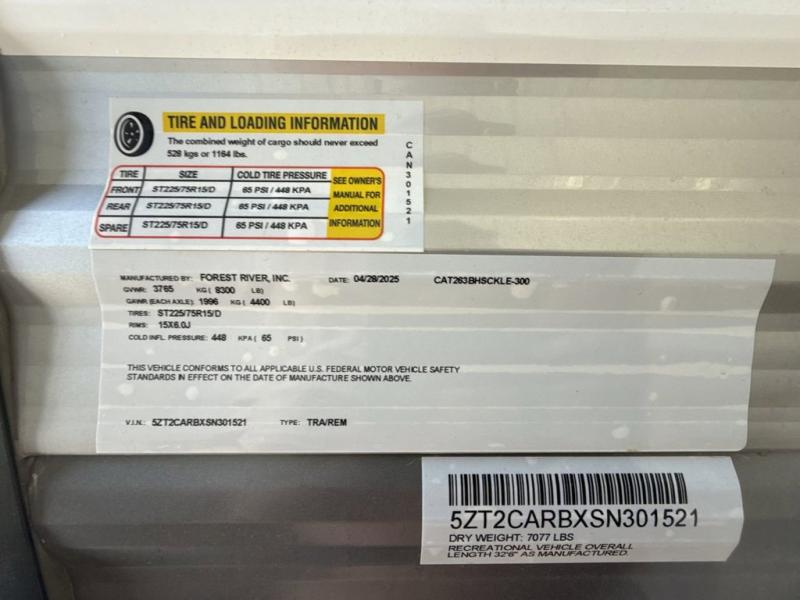 TIRE AND LOADING INFORMATION
The combined weight of cargo should never exceed
528 kgs or 1164 lbs.
TIRE SIZE COLD TIRE PRESSURE SEE OWNER'S MANUAL FOR ADDITIONAL INFORMATION
FRONT ST225/75R15/D 65 PSI / 448 KPA
REAR ST225/75R15/D 65 PSI / 448 KPA
SPARE ST225/75R15/D 65 PSI / 448 KPA
CAN301521
MANUFACTURED BY: FOREST RIVER, INC. DATE: 04/28/2025 CAT263BHSCKLE-300
GVWR: 3765 KG ( 8300 LB)
GAWR (EACH AXLE): 1996 KG ( 4400 LB)
TIRES: ST225/75R15/D
RIMS: 15X6.0J
COLD INFL. PRESSURE: 448 KPA ( 65 PSI )
THIS VEHICLE CONFORMS TO ALL APPLICABLE U.S. FEDERAL MOTOR VEHICLE SAFETY
STANDARDS IN EFFECT ON THE DATE OF MANUFACTURE SHOWN ABOVE.
V.I.N.: 5ZT2CARBXSN301521 TYPE: TRA/REM
5ZT2CARBXSN301521
DRY WEIGHT: 7077 LBS
RECREATIONAL VEHICLE OVERALL
LENGTH 32'6" AS MANUFACTURED.